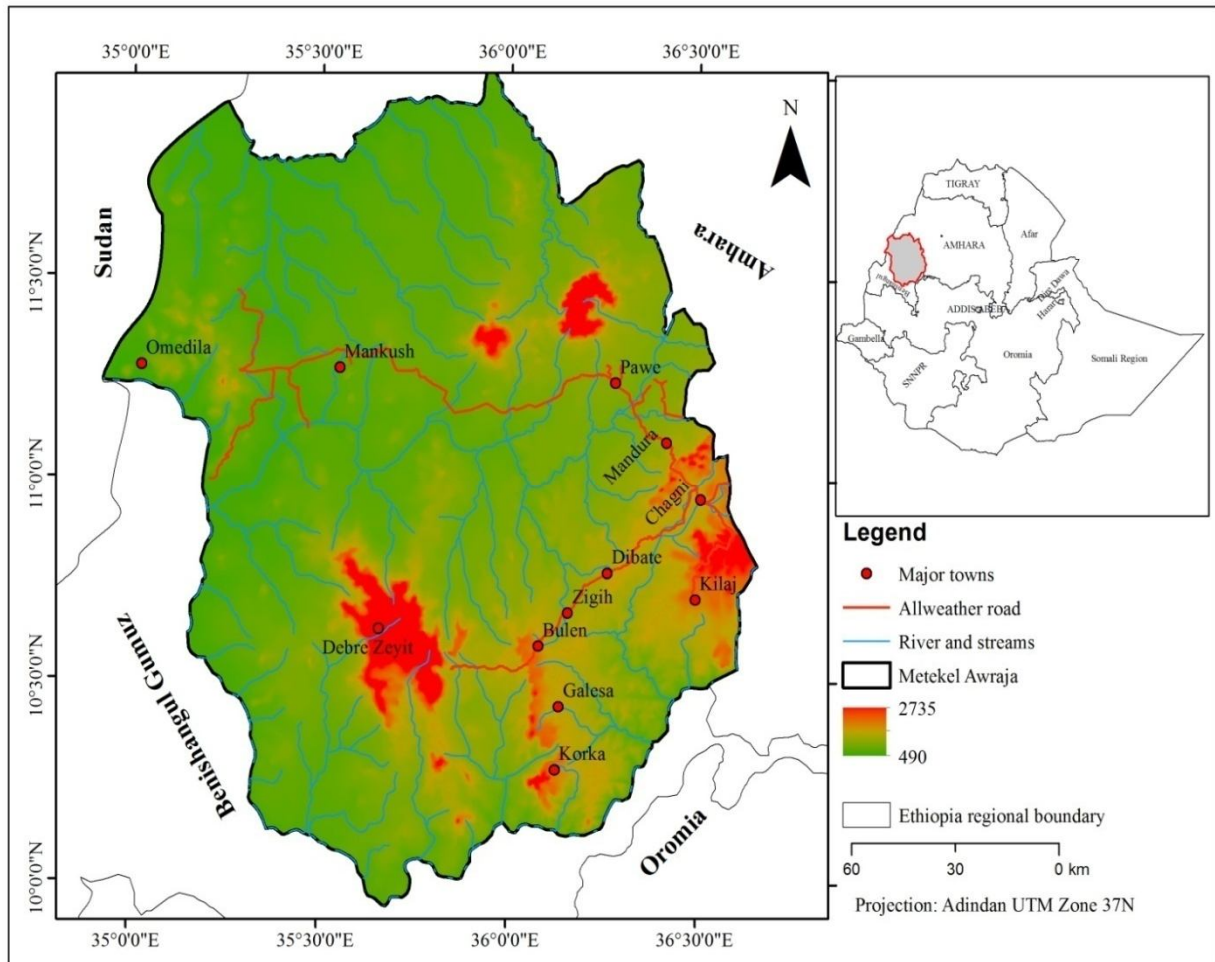 35°0'0"E
35°30'0"E
36°0'0"E
36°30'0"E
11°30'0"N
11°0'0"N
10°30'0"N
10°0'0"N
N
Sudan
Amhara
Omedila
Mankush
Pawe
Mandura
Chagni
Dibate
Zigih
Kilaj
Bulen
Debre Zeyit
Galesa
Korka
Benishangul Gumuz
Oromia
35°0'0"E
35°30'0"E
36°0'0"E
36°30'0"E
TIGRAY
Afar
AMHARA
Dire Dawa
Harari
Gambella
Oromia
Somali Region
SNNPR
Legend
Major towns
Allweather road
River and streams
Metekel Awraja
2735
490
Ethiopia regional boundary
60
30
0 km
Projection: Adindan UTM Zone 37N